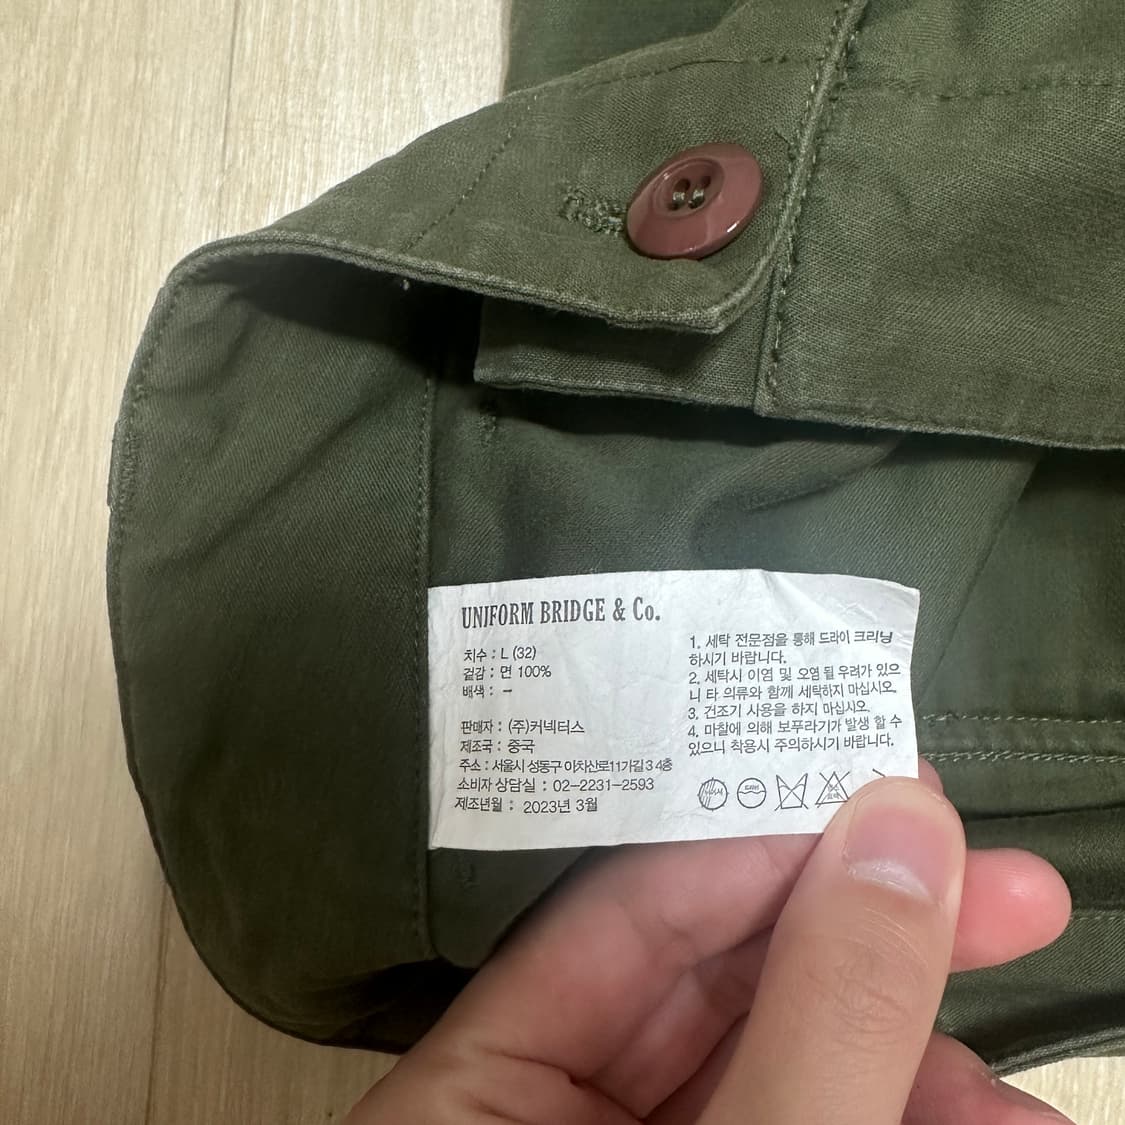 UNIFORM BRIDGE & Co.
치수 : L (32)
겉감 : 면 100%
배색 : –
판매자 : (주)커넥터스
제조국 : 중국
주소 : 서울시 성동구 이차산로11가길 3 4층
소비자 상담실 : 02-2231-2593
제조년월 : 2023년 3월
1. 세탁 전문점을 통해 드라이 크리닝
하시기 바랍니다.
2. 세탁시 이염 및 오염 될 우려가 있으
니 타 의류와 함께 세탁하지 마십시오.
3. 건조기 사용을 하지 마십시오.
4. 마찰에 의해 보푸라기가 발생 할 수
있으니 착용시 주의하시기 바랍니다.